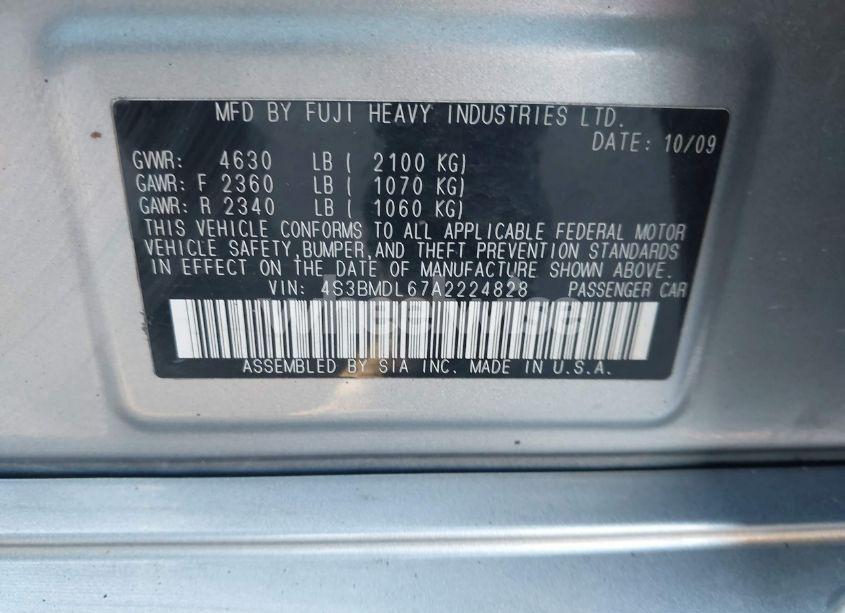 MFD BY FUJI HEAVY INDUSTRIES LTD.
DATE: 10/09
GVWR: 4630 LB ( 2100 KG)
GAWR: F 2360 LB ( 1070 KG)
GAWR: R 2340 LB ( 1060 KG)
THIS VEHICLE CONFORMS TO ALL APPLICABLE FEDERAL MOTOR
VEHICLE SAFETY,BUMPER,AND THEFT PREVENTION STANDARDS
IN EFFECT ON THE DATE OF MANUFACTURE SHOWN ABOVE.
VIN: 4S3BMDL67A2224828 PASSENGER CAR
ASSEMBLED BY SIA INC. MADE IN U.S.A.